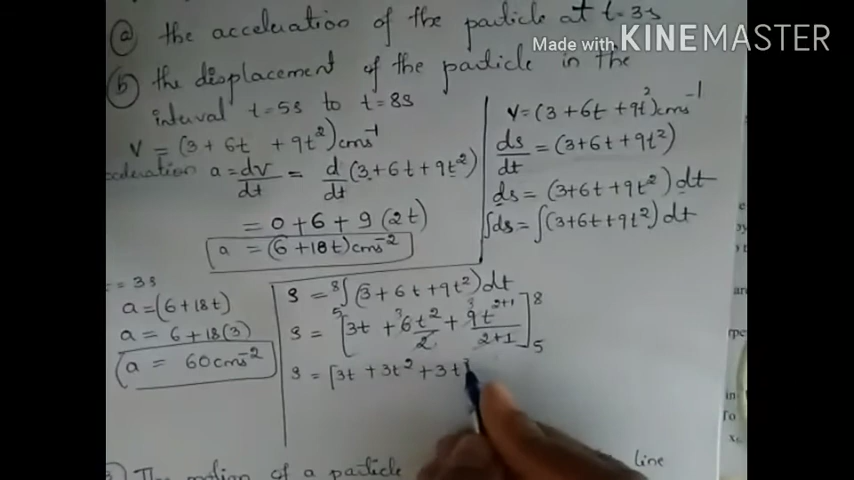 ⓐ the acceleration of the particle at t=3s
Made with KINEMASTER
ⓑ the displacement of the particle in the
interval t=5s to t=8s
V = (3 + 6t + 9t²) cms⁻¹
a = dv/dt = d/dt (3+6t+9t²)
= 0 + 6 + 9 (2t)
a = (6 + 18t) cms⁻²
= 3s
a = (6+18t)
a = 6+18(3)
a = 60 cms⁻²
V = (3 + 6t + 9t²) cms⁻¹
ds/dt = (3+6t+9t²)
ds = (3+6t+9t²) dt
∫ds = ∫(3+6t+9t²) dt
s = ₅⁸∫(3+6t+9t²) dt
s = [3t + 6t²/2 + 9t²⁺¹/2+1]₅⁸
s = [3t + 3t² + 3t
The motion of a particle line